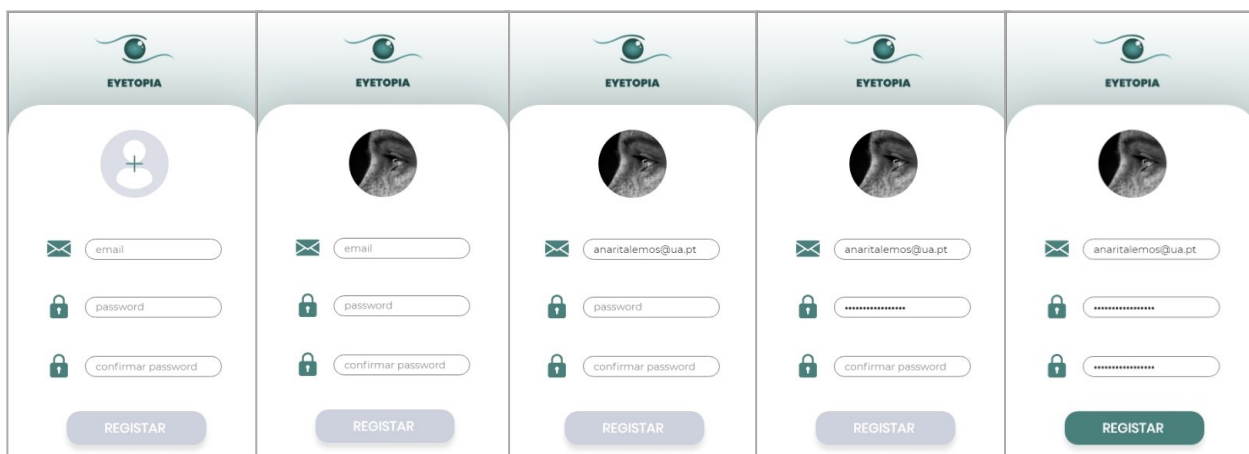 EYETOPIA
email
password
confirmar password
REGISTAR
EYETOPIA
email
password
confirmar password
REGISTAR
EYETOPIA
anaritalemos@ua.pt
password
confirmar password
REGISTAR
EYETOPIA
anaritalemos@ua.pt
•••••••••••••••••
confirmar password
REGISTAR
EYETOPIA
anaritalemos@ua.pt
•••••••••••••••••
•••••••••••••••••
REGISTAR